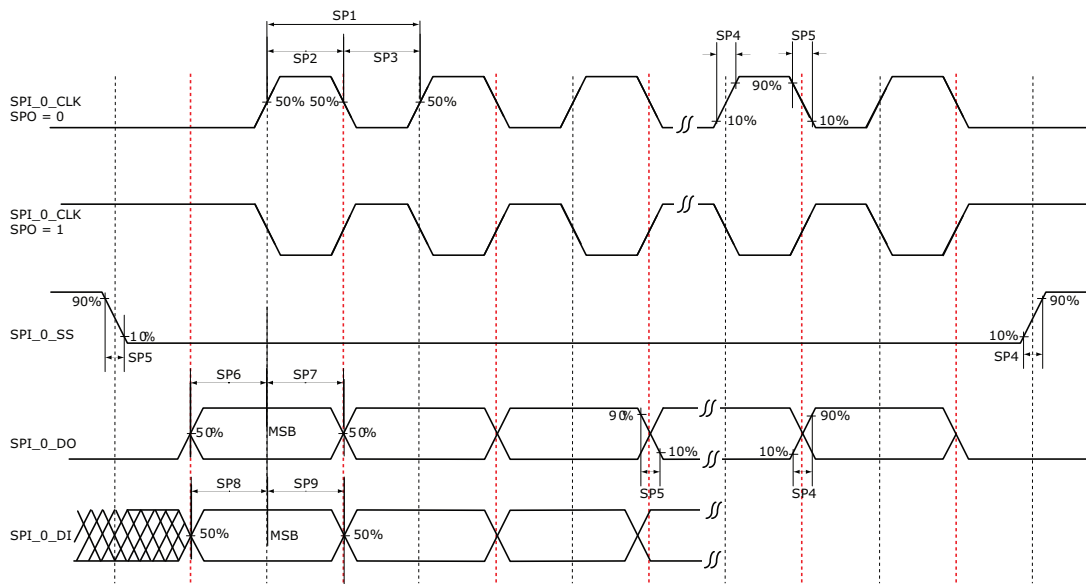 SP1
SP2 SP3 SP4 SP5
SPI_0_CLK
SPO = 0
50% 50% 50% 90% 10% 10%
SPI_0_CLK
SPO = 1
90% 90%
SPI_0_SS 10% 10%
SP5 SP4
SP6 SP7
90% 90%
SPI_0_DO 50% MSB 50% 10% 10%
SP8 SP9 SP5 SP4
SPI_0_DI 50% MSB 50%